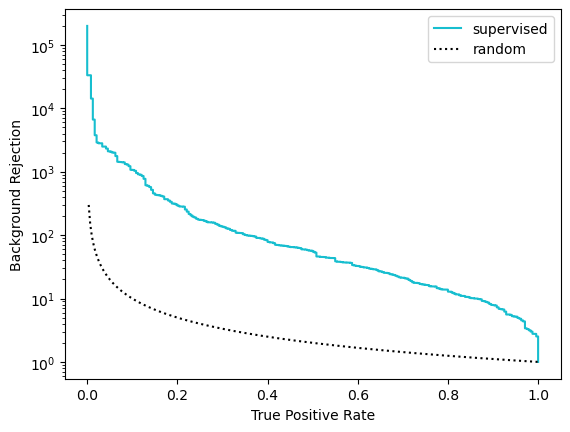 supervised
random
10^5
10^4
10^3
10^2
10^1
10^0
Background Rejection
0.0 0.2 0.4 0.6 0.8 1.0
True Positive Rate